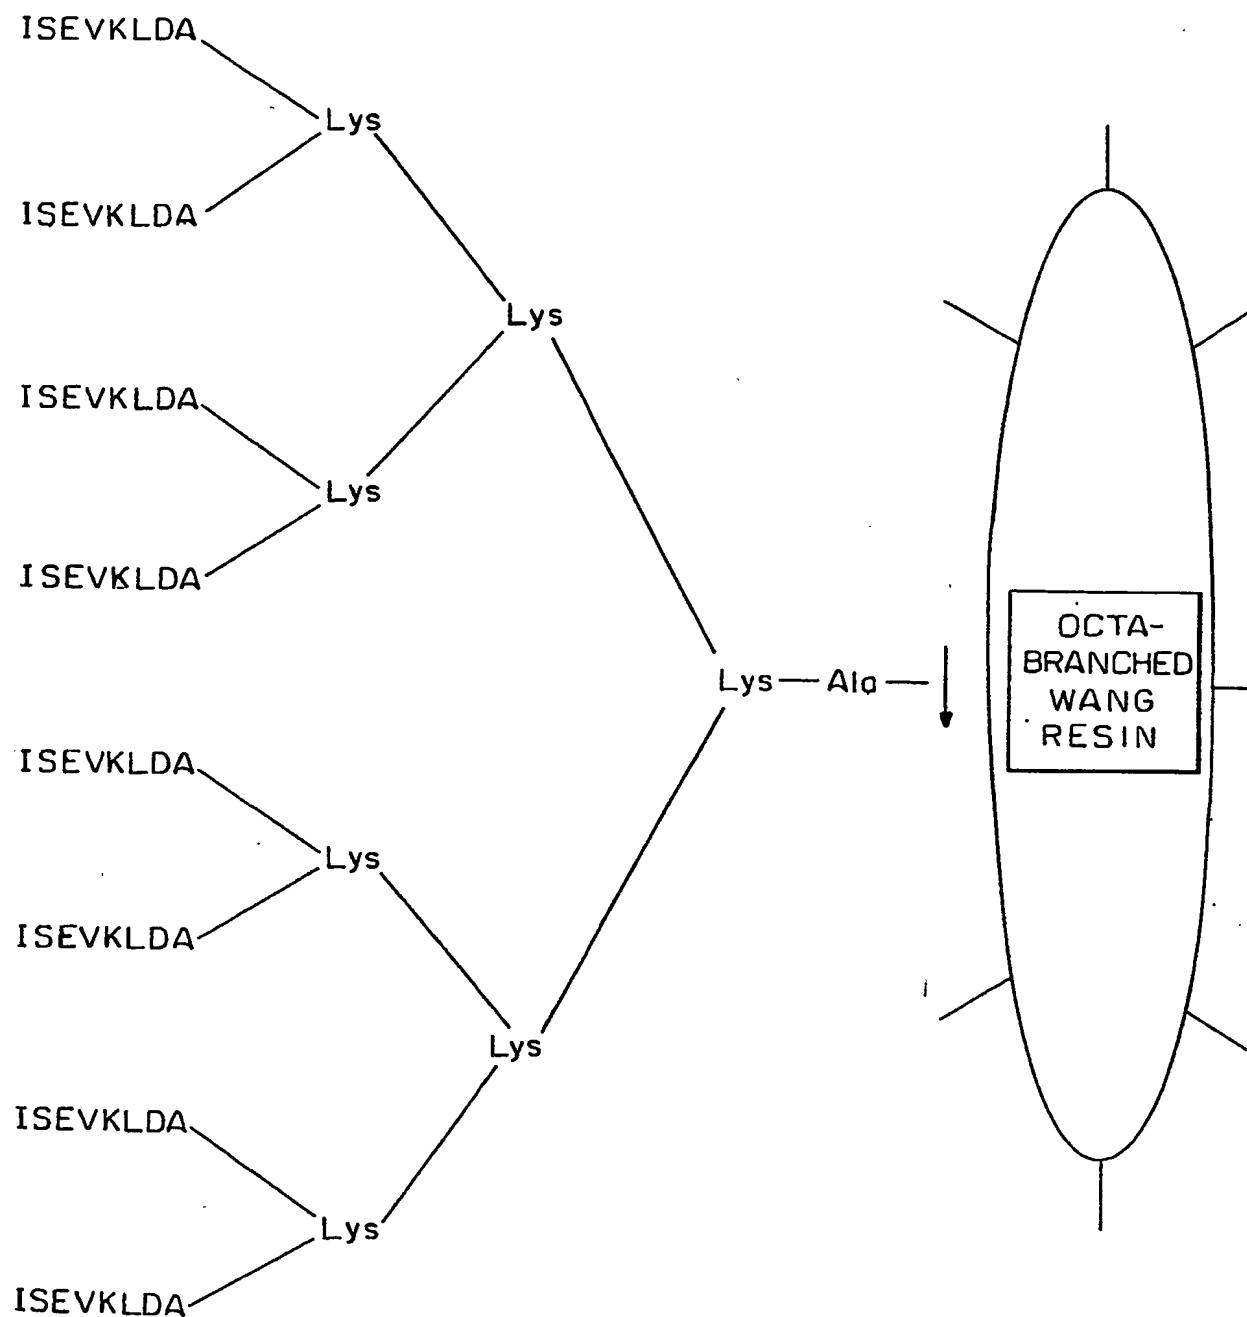 ISEVKLDA
Lys
ISEVKLDA
Lys
ISEVKLDA
Lys
ISEVKLDA
OCTA-
BRANCHED
WANG
RESIN
Lys — Ala —
ISEVKLDA
Lys
ISEVKLDA
Lys
ISEVKLDA
Lys
ISEVKLDA